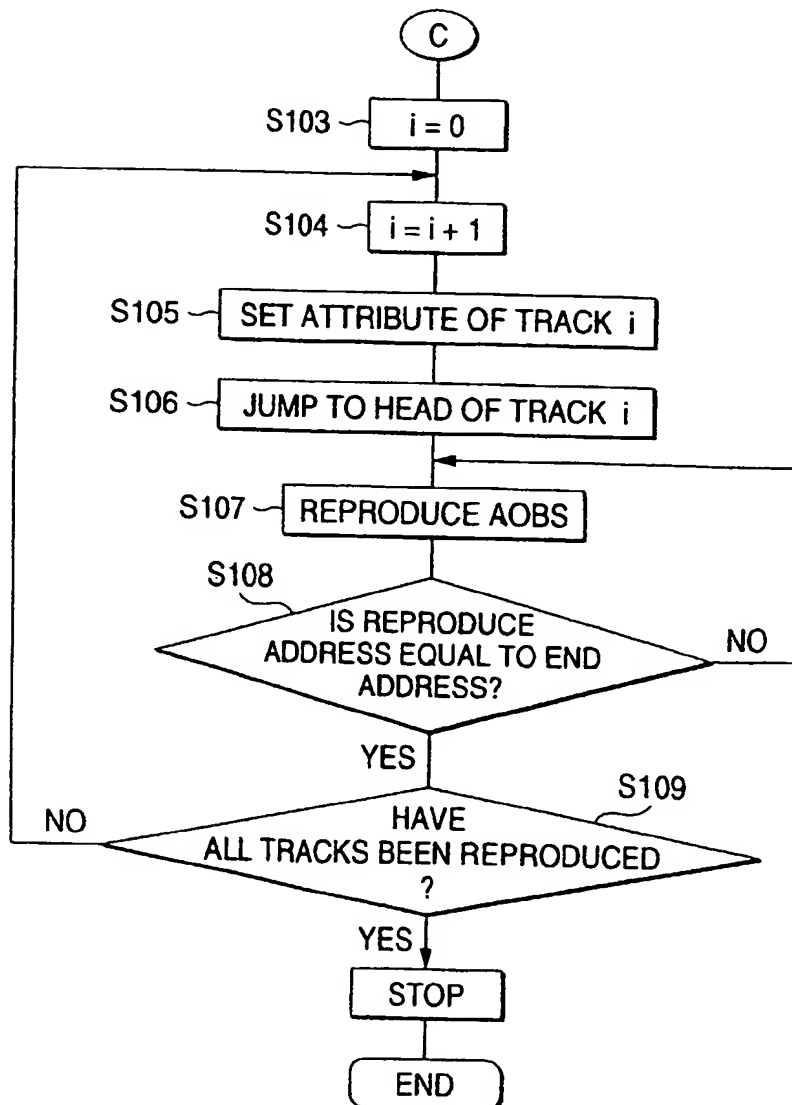 C
S103
i = 0
S104
i = i + 1
S105
SET ATTRIBUTE OF TRACK i
S106
JUMP TO HEAD OF TRACK i
S107
REPRODUCE AOBS
S108
IS REPRODUCE
ADDRESS EQUAL TO END
ADDRESS?
NO
YES
S109
HAVE
ALL TRACKS BEEN REPRODUCED
?
NO
YES
STOP
END